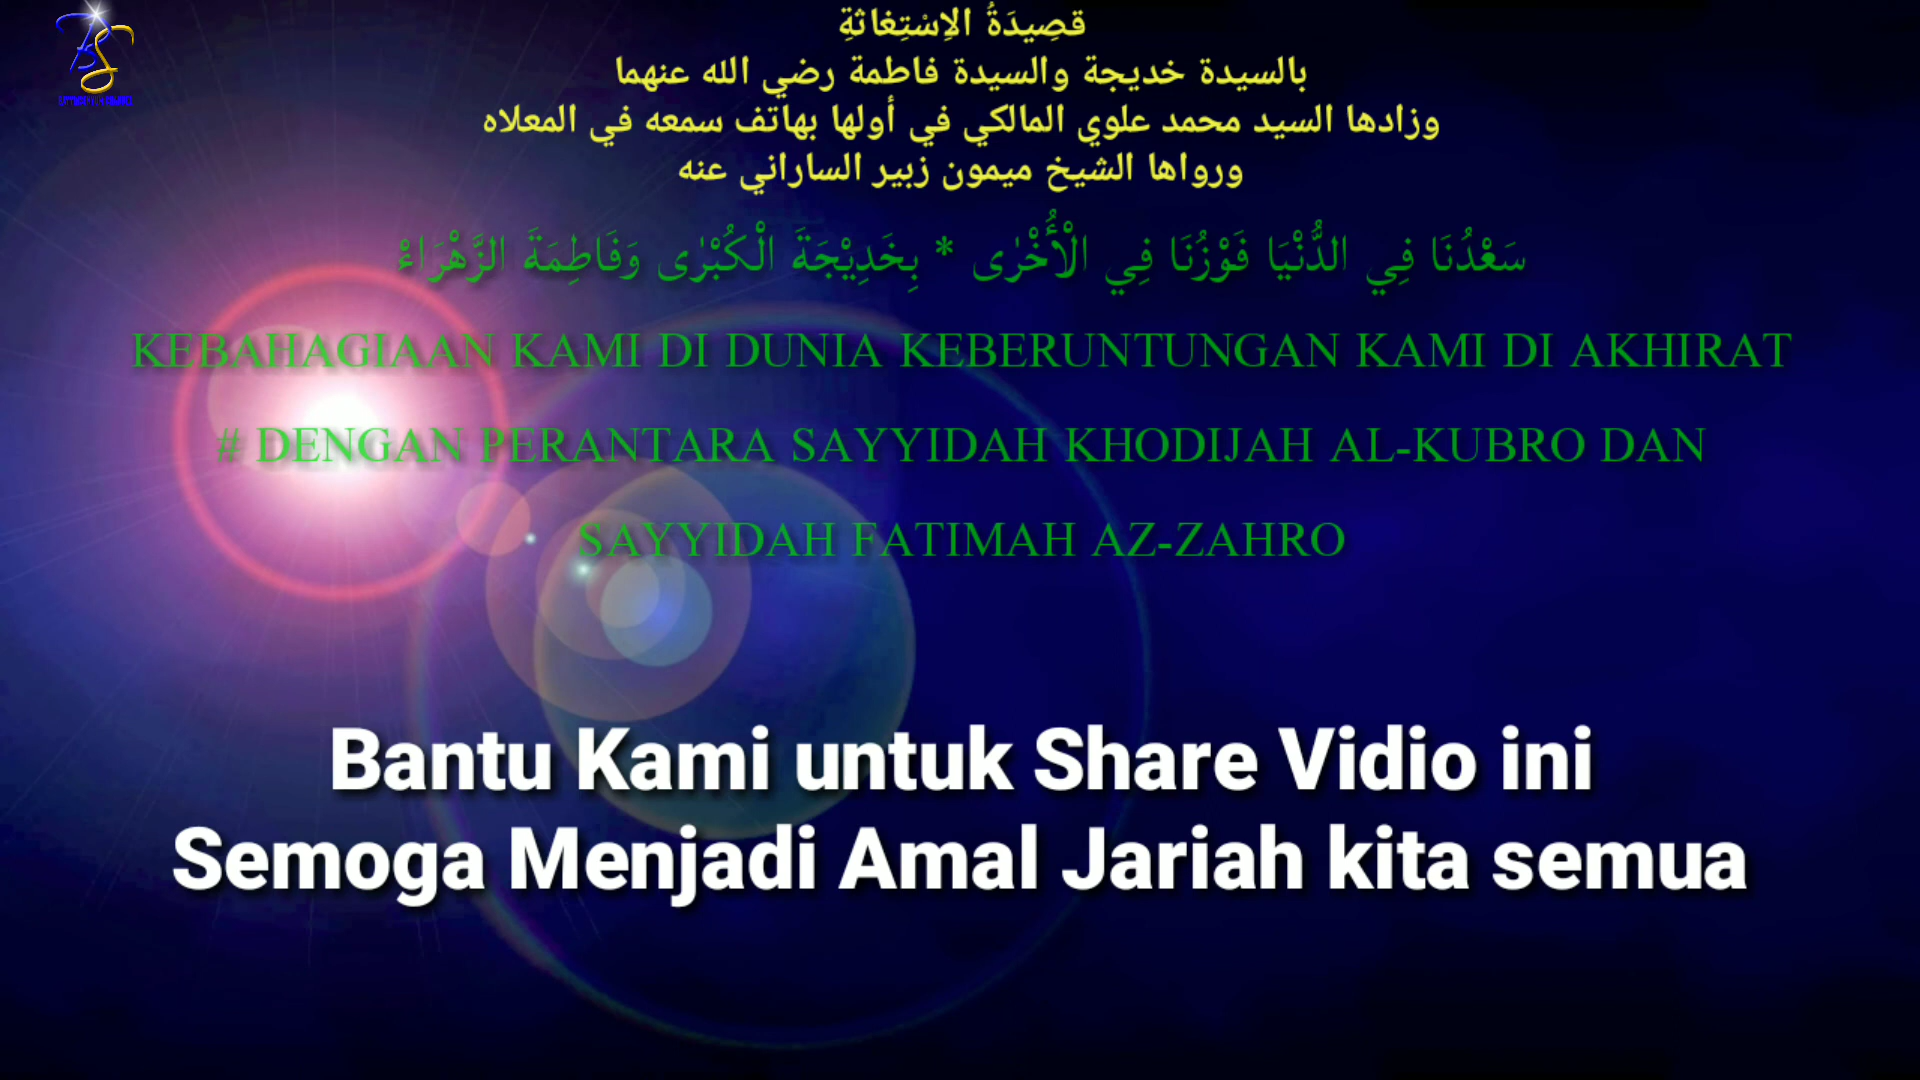 قصِيدَةُ الاِسْتِغاثةِ
بالسيدة خديجة والسيدة فاطمة رضي الله عنهما
وزادها السيد محمد علوي المالكي في أولها بهاتف سمعه في المعلاه
ورواها الشيخ ميمون زبير الساراني عنه
سَعْدُنَا فِي الدُّنْيَا فَوْزُنَا فِي الْأُخْرٰى * بِخَدِيْجَةَ الْكُبْرٰى وَفَاطِمَةَ الزَّهْرَاءْ
KEBAHAGIAAN KAMI DI DUNIA KEBERUNTUNGAN KAMI DI AKHIRAT
# DENGAN PERANTARA SAYYIDAH KHODIJAH AL-KUBRO DAN
SAYYIDAH FATIMAH AZ-ZAHRO
Bantu Kami untuk Share Vidio ini
Semoga Menjadi Amal Jariah kita semua